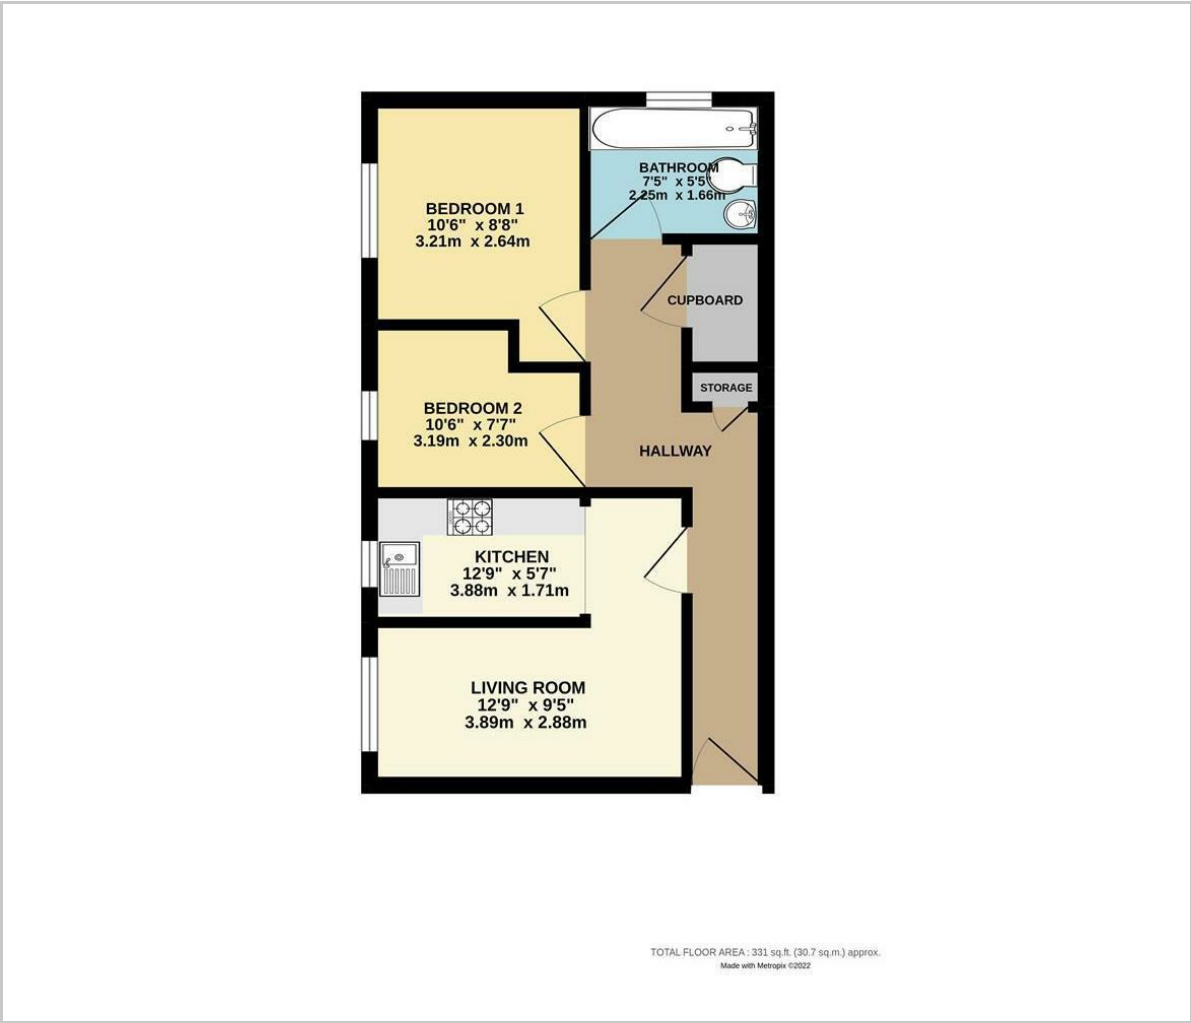 BEDROOM 1
10'6" x 8'8"
3.21m x 2.64m
BATHROOM
7'5" x 5'5"
2.25m x 1.66m
CUPBOARD
STORAGE
BEDROOM 2
10'6" x 7'7"
3.19m x 2.30m
HALLWAY
KITCHEN
12'9" x 5'7"
3.88m x 1.71m
LIVING ROOM
12'9" x 9'5"
3.89m x 2.88m
TOTAL FLOOR AREA : 331 sq.ft. (30.7 sq.m.) approx.
Made with Metropix ©2022